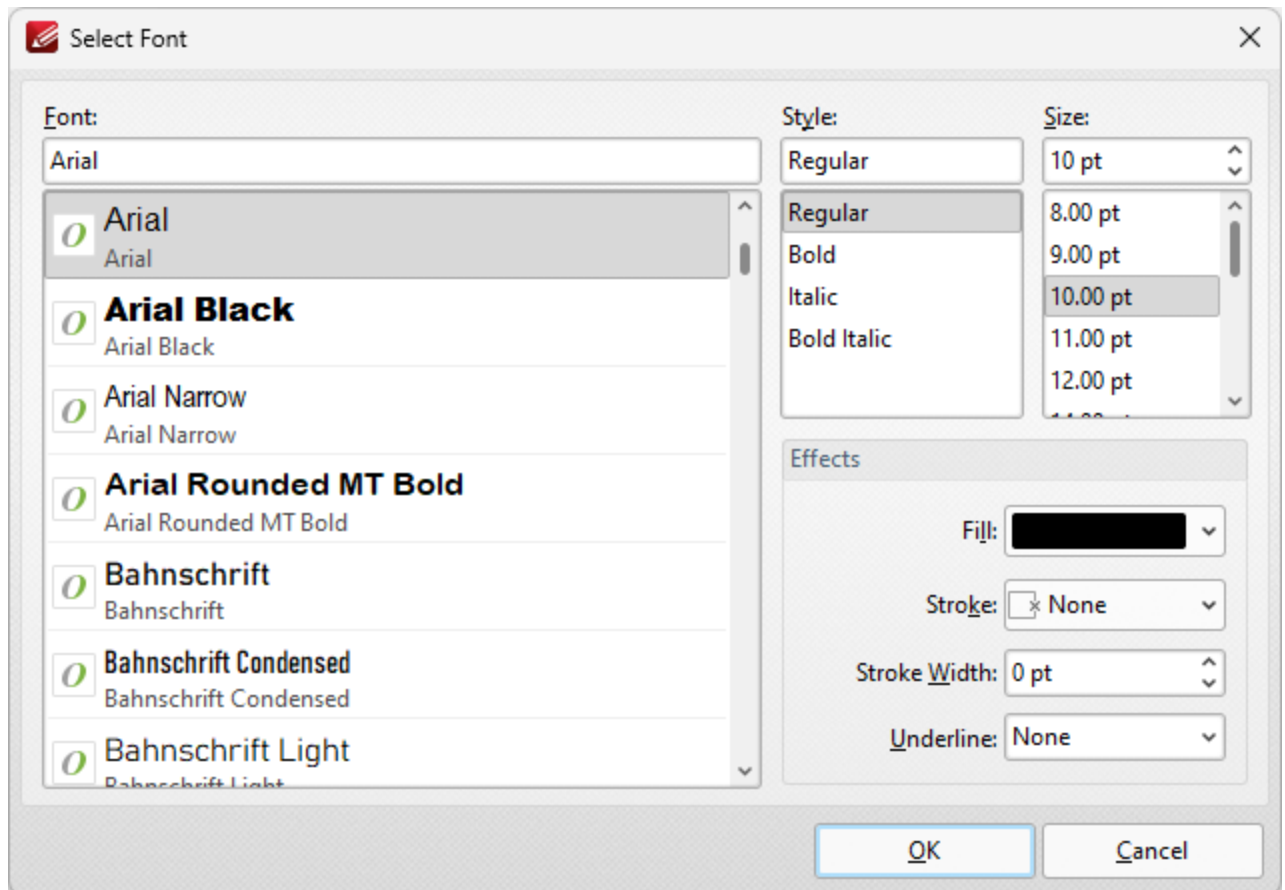 Select Font
Font:
Arial
Arial
Arial
Arial Black
Arial Black
Arial Narrow
Arial Narrow
Arial Rounded MT Bold
Arial Rounded MT Bold
Bahnschrift
Bahnschrift
Bahnschrift Condensed
Bahnschrift Condensed
Bahnschrift Light
Bahnschrift Light
Style:
Regular
Regular
Bold
Italic
Bold Italic
Size:
10 pt
8.00 pt
9.00 pt
10.00 pt
11.00 pt
12.00 pt
Effects
Fill:
Stroke: None
Stroke Width: 0 pt
Underline: None
OK
Cancel